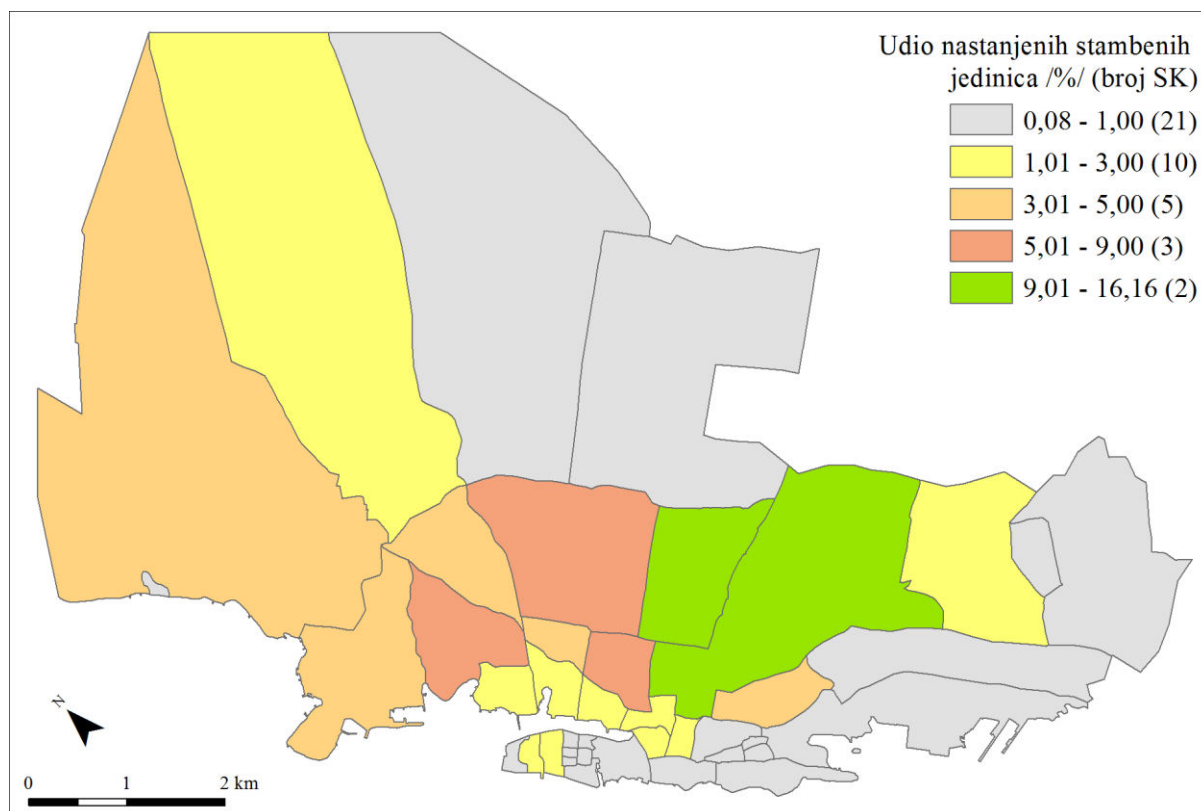 Udio nastanjenih stambenih
jedinica /%/ (broj SK)
0,08 - 1,00 (21)
1,01 - 3,00 (10)
3,01 - 5,00 (5)
5,01 - 9,00 (3)
9,01 - 16,16 (2)
N
0 1 2 km